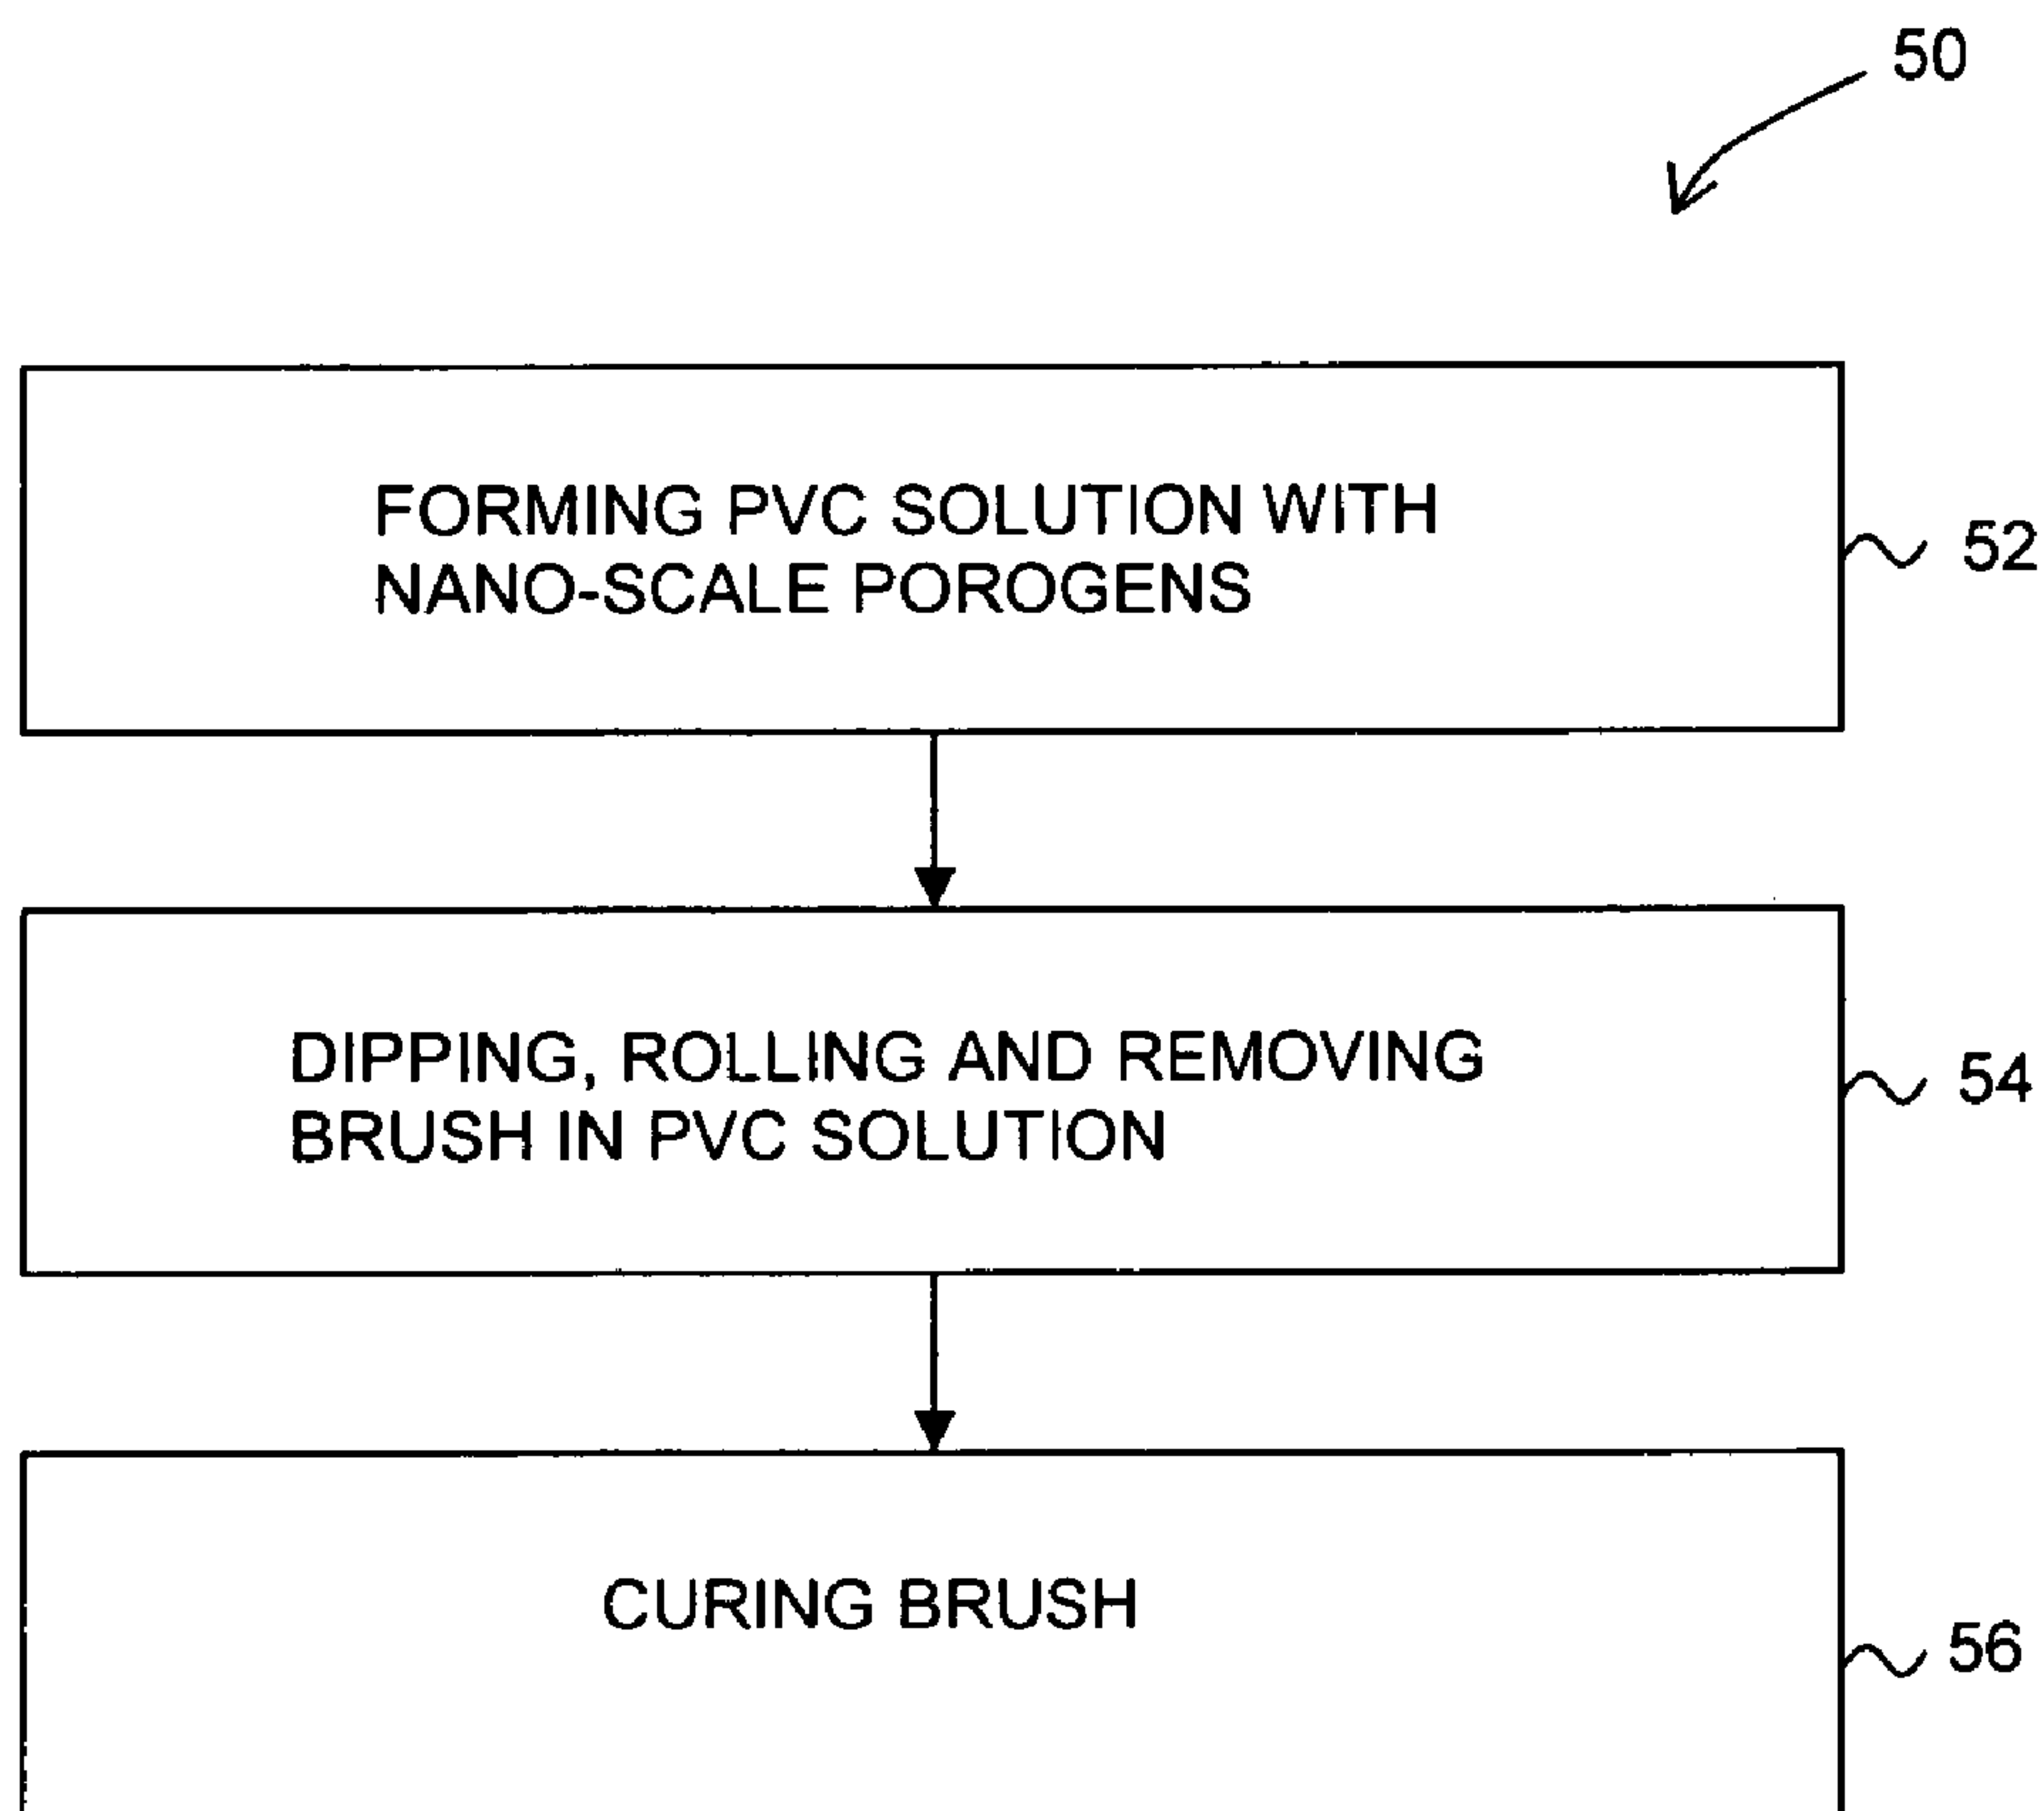 50
FORMING PVC SOLUTION WITH
NANO-SCALE POROGENS
52
DIPPING, ROLLING AND REMOVING
BRUSH IN PVC SOLUTION
54
CURING BRUSH
56